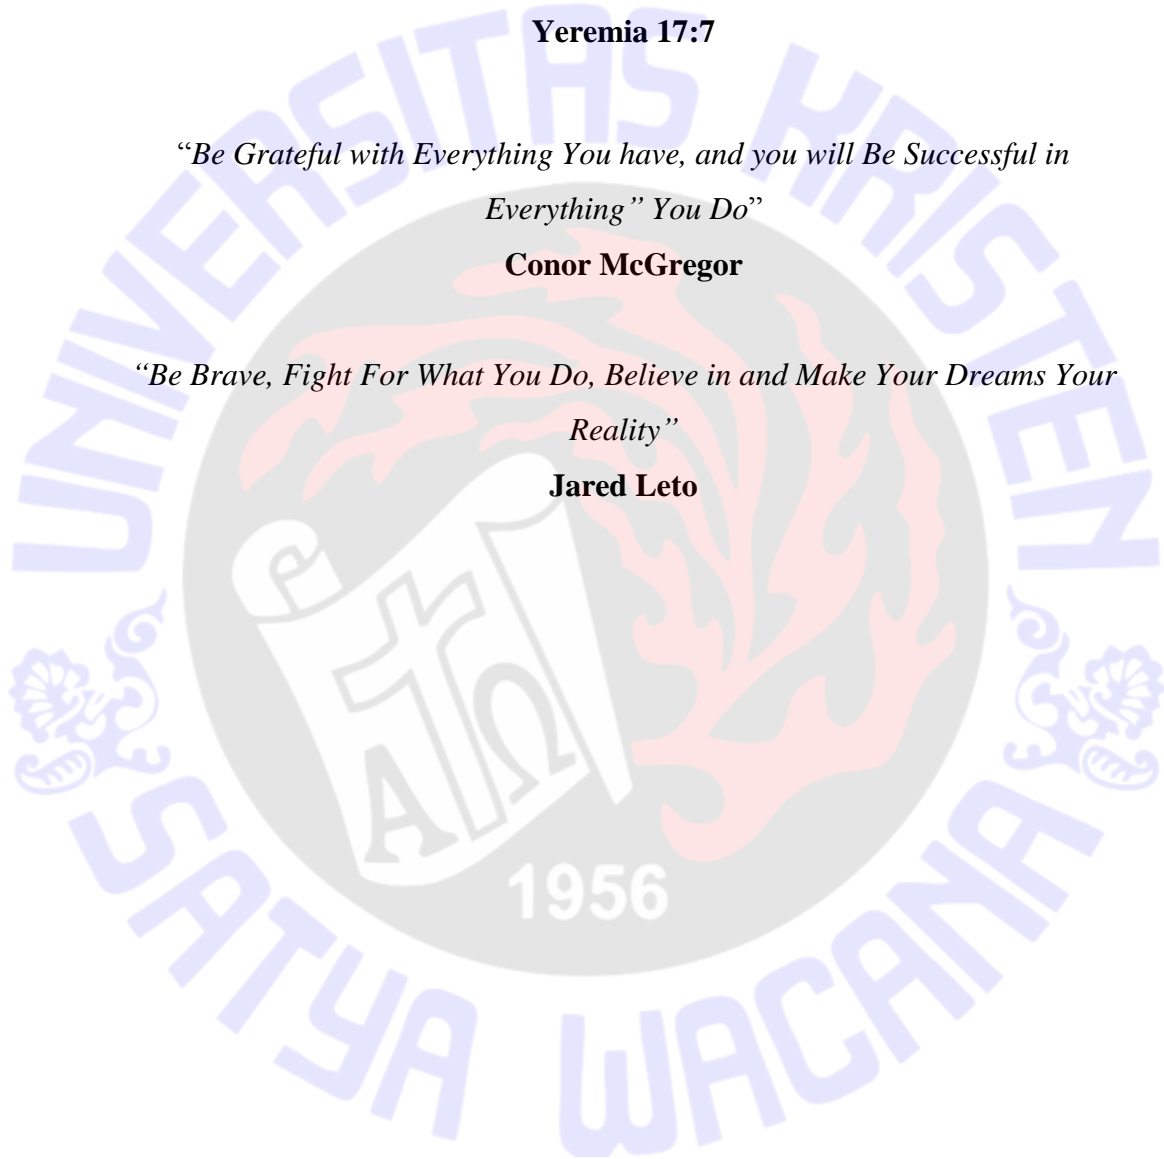 Yeremia 17:7
“Be Grateful with Everything You have, and you will Be Successful in
Everything” You Do”
Conor McGregor
“Be Brave, Fight For What You Do, Believe in and Make Your Dreams Your
Reality”
Jared Leto
UNIVERSITAS KRISTEN
ΑΩ
1956
SATYA WACANA